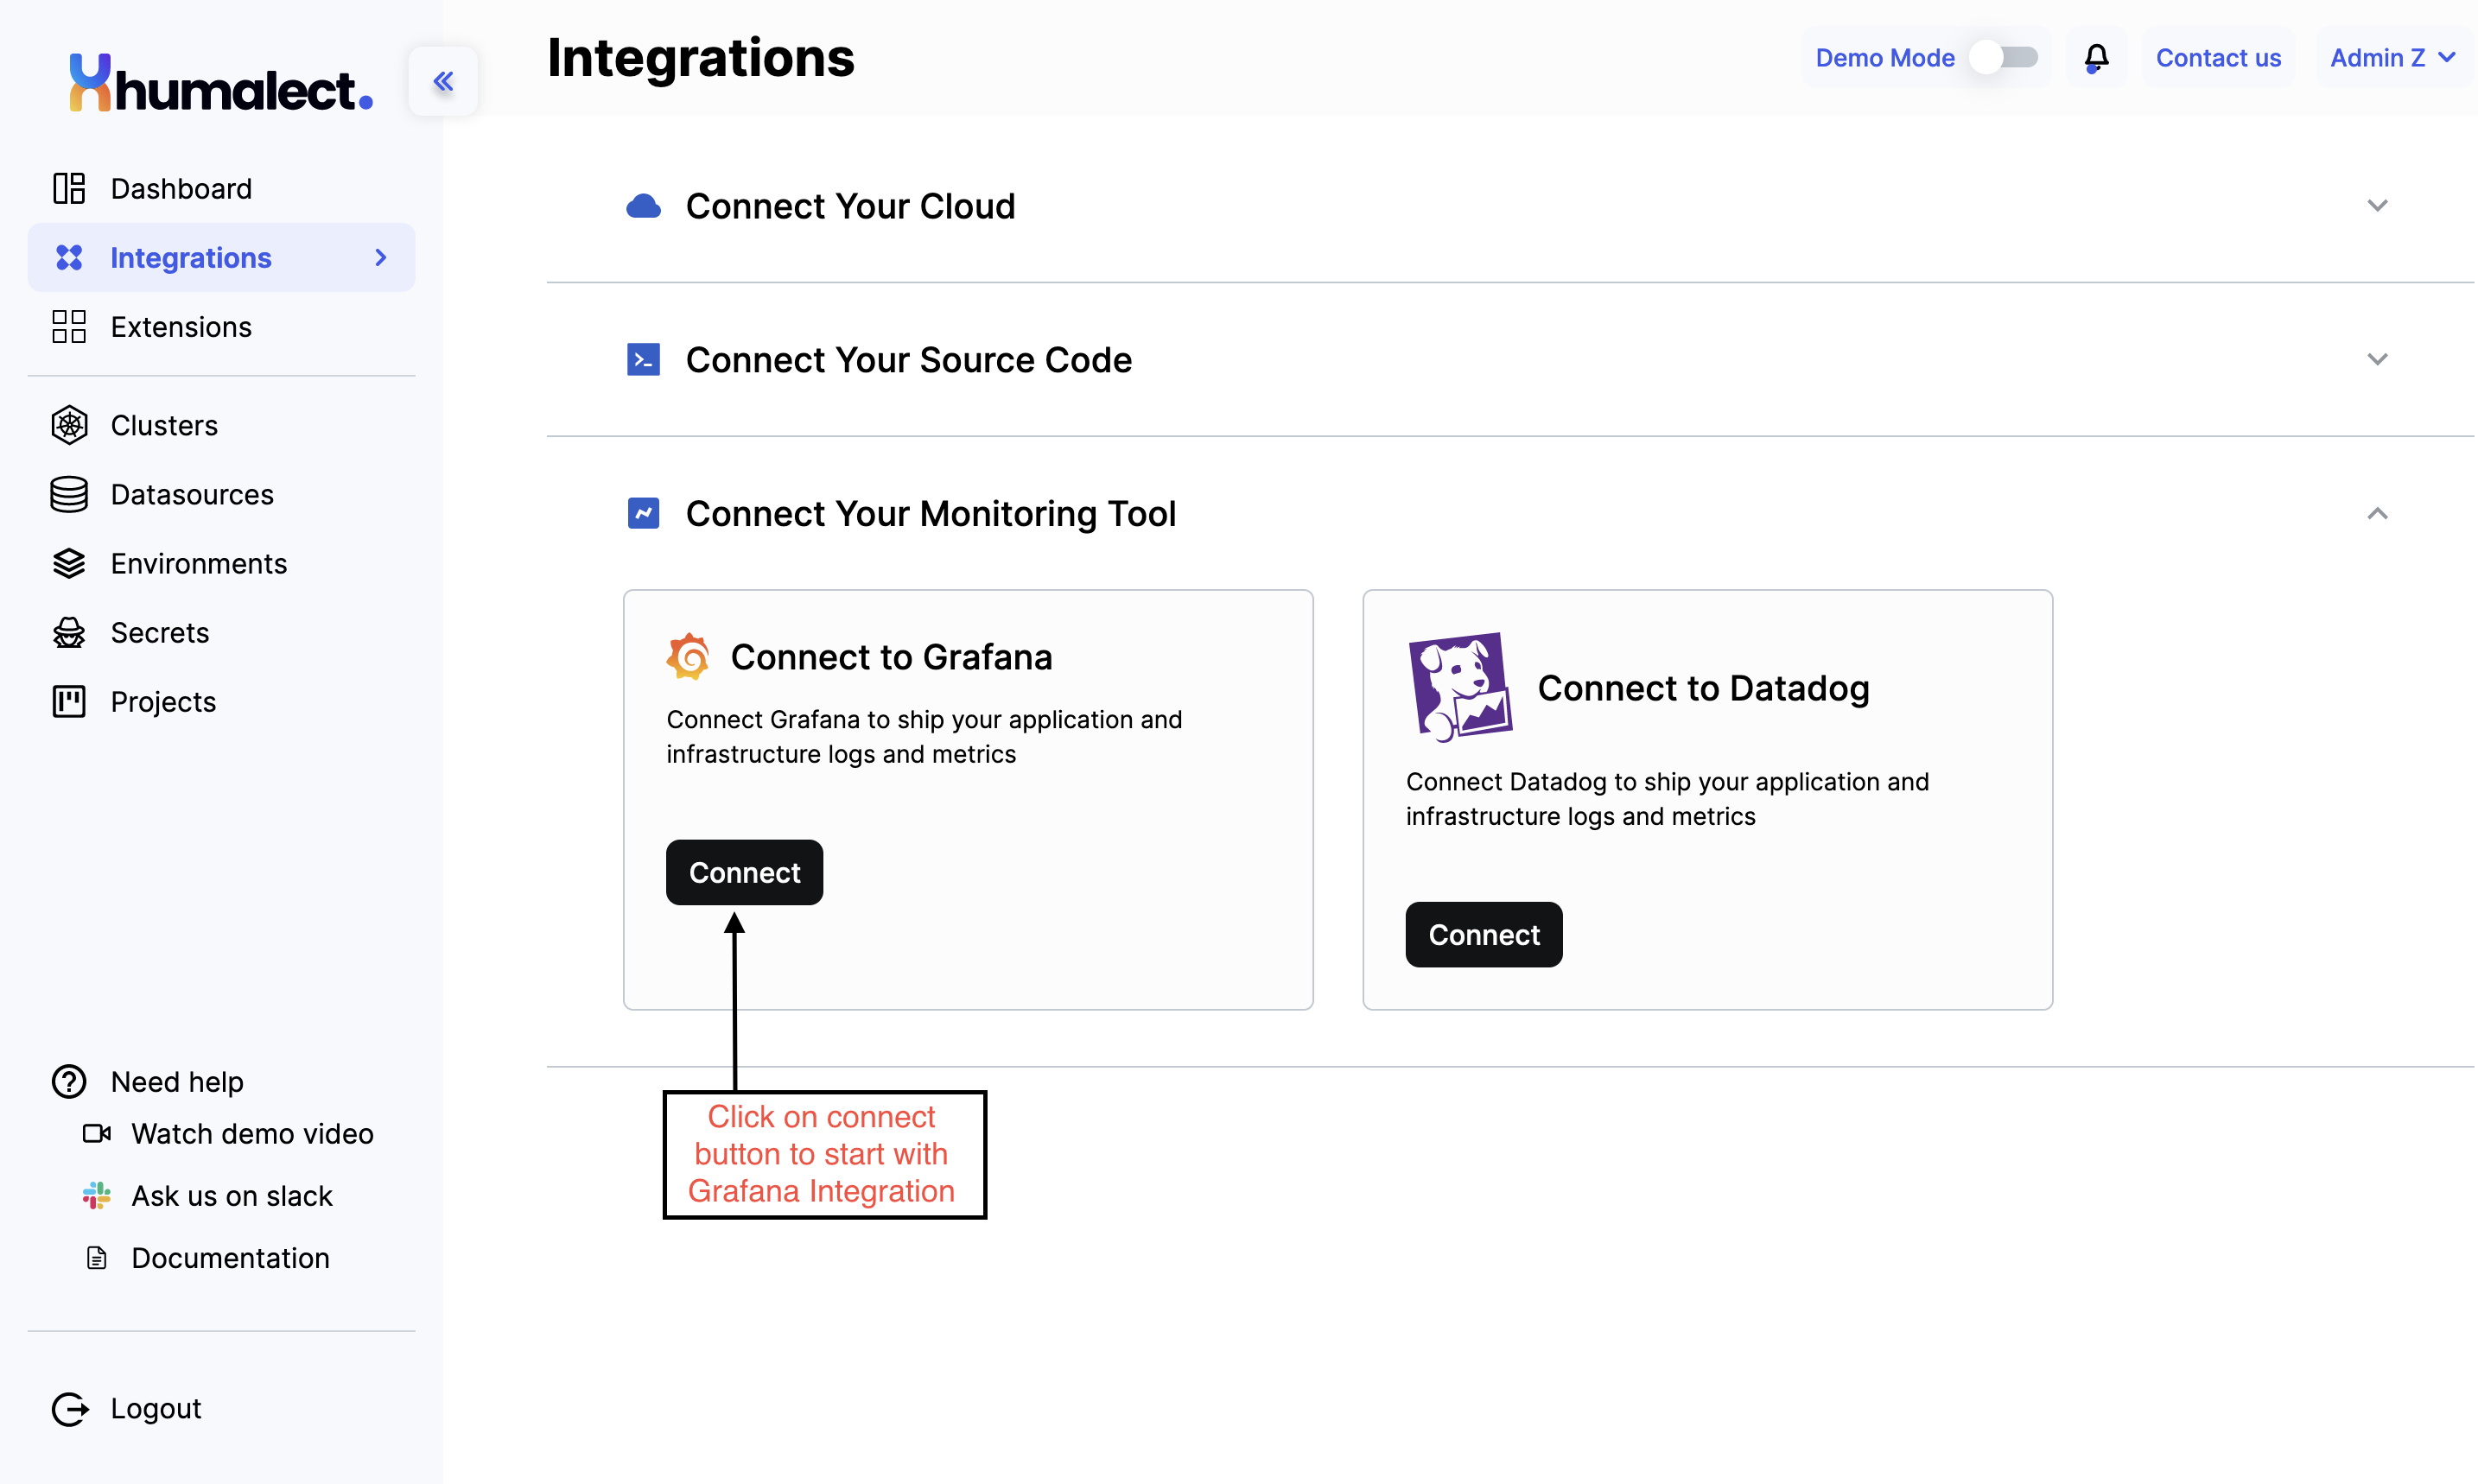 humalect.
Integrations
Demo Mode
Contact us
Admin Z
Dashboard
Integrations
Extensions
Clusters
Datasources
Environments
Secrets
Projects
Need help
Watch demo video
Ask us on slack
Documentation
Logout
Connect Your Cloud
Connect Your Source Code
Connect Your Monitoring Tool
Connect to Grafana
Connect Grafana to ship your application and
infrastructure logs and metrics
Connect
Connect to Datadog
Connect Datadog to ship your application and
infrastructure logs and metrics
Connect
Click on connect
button to start with
Grafana Integration